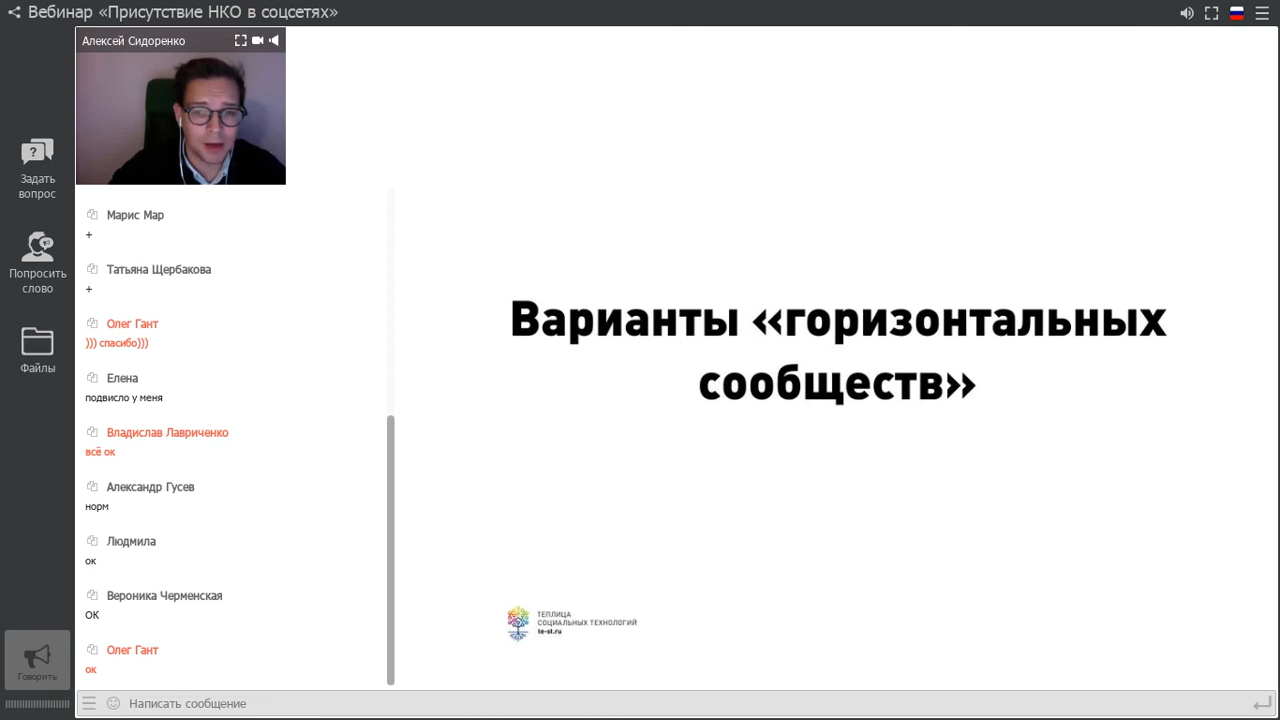 Вебинар «Присутствие НКО в соцсетях»
Алексей Сидоренко
Задать
вопрос
Попросить
слово
Файлы
Говорить
Марис Мар
+
Татьяна Щербакова
+
Олег Гант
))) спасибо)))
Елена
подвисло у меня
Владислав Лавриченко
всё ок
Александр Гусев
норм
Людмила
ок
Вероника Черменская
ОК
Олег Гант
ок
Написать сообщение
Варианты «горизонтальных
сообществ»
ТЕПЛИЦА
СОЦИАЛЬНЫХ ТЕХНОЛОГИЙ
te-st.ru